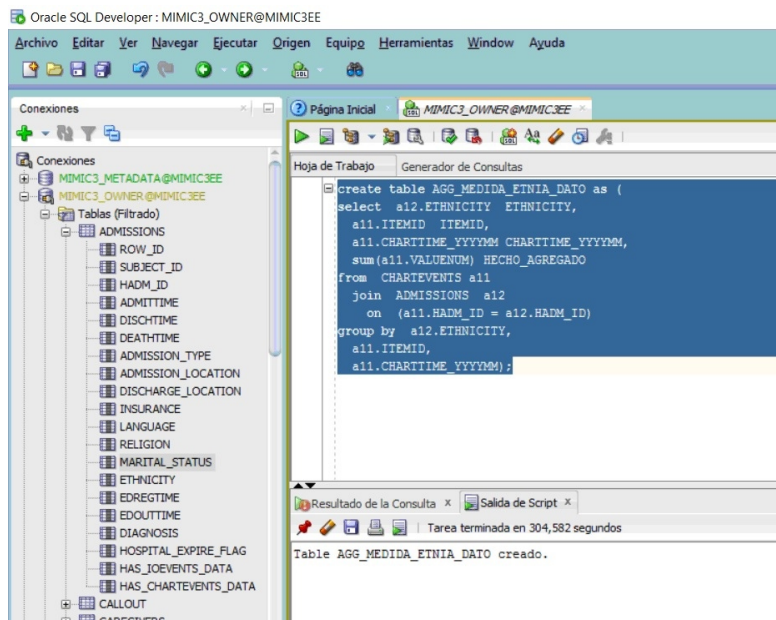 Oracle SQL Developer : MIMIC3_OWNER@MIMIC3EE
Archivo Editar Ver Navegar Ejecutar Origen Equipo Herramientas Window Ayuda
Conexiones
Conexiones
MIMIC3_METADATA@MIMIC3EE
MIMIC3_OWNER@MIMIC3EE
Tablas (Filtrado)
ADMISSIONS
ROW_ID
SUBJECT_ID
HADM_ID
ADMITTIME
DISCHTIME
DEATHTIME
ADMISSION_TYPE
ADMISSION_LOCATION
DISCHARGE_LOCATION
INSURANCE
LANGUAGE
RELIGION
MARITAL_STATUS
ETHNICITY
EDREGTIME
EDOUTTIME
DIAGNOSIS
HOSPITAL_EXPIRE_FLAG
HAS_IOEVENTS_DATA
HAS_CHARTEVENTS_DATA
CALLOUT
CAREGIVERS
Página Inicial MIMIC3_OWNER@MIMIC3EE
Hoja de Trabajo Generador de Consultas
create table AGG_MEDIDA_ETNIA_DATO as (
select a12.ETHNICITY ETHNICITY,
a11.ITEMID ITEMID,
a11.CHARTTIME_YYYYMM CHARTTIME_YYYYMM,
sum(a11.VALUENUM) HECHO_AGREGADO
from CHARTEVENTS a11
join ADMISSIONS a12
on (a11.HADM_ID = a12.HADM_ID)
group by a12.ETHNICITY,
a11.ITEMID,
a11.CHARTTIME_YYYYMM);
Resultado de la Consulta x Salida de Script x
Tarea terminada en 304,582 segundos
Table AGG_MEDIDA_ETNIA_DATO creado.